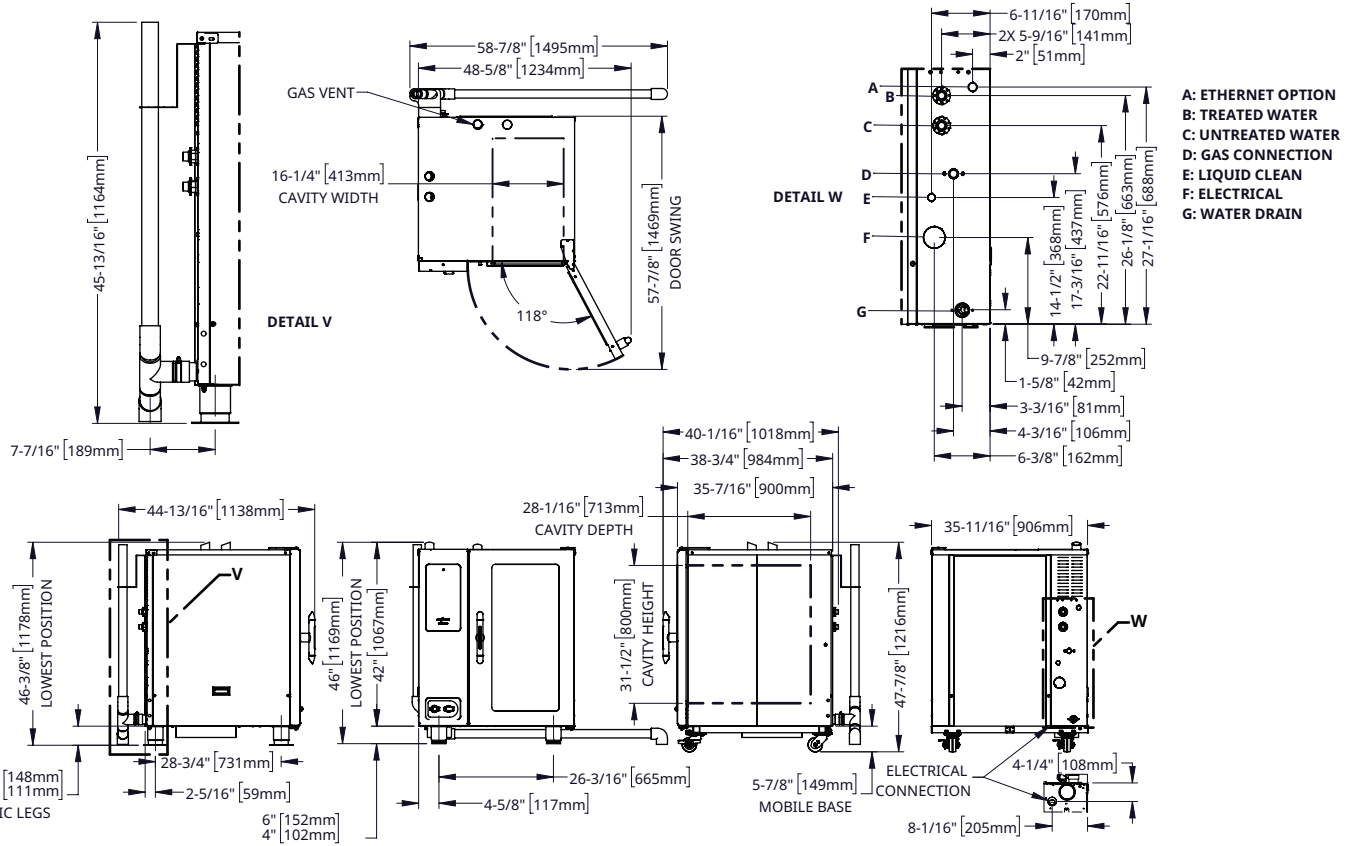 45-13/16" [1164mm]
7-7/16" [189mm]
DETAIL V
58-7/8" [1495mm]
48-5/8" [1234mm]
GAS VENT
16-1/4" [413mm]
CAVITY WIDTH
118°
57-7/8" [1469mm]
DOOR SWING
6-11/16" [170mm]
2X 5-9/16" [141mm]
2" [51mm]
A
B
C
D
E
F
G
DETAIL W
14-1/2" [368mm]
17-3/16" [437mm]
22-11/16" [576mm]
26-1/8" [663mm]
27-1/16" [688mm]
9-7/8" [252mm]
1-5/8" [42mm]
3-3/16" [81mm]
4-3/16" [106mm]
6-3/8" [162mm]
A: ETHERNET OPTION
B: TREATED WATER
C: UNTREATED WATER
D: GAS CONNECTION
E: LIQUID CLEAN
F: ELECTRICAL
G: WATER DRAIN
44-13/16" [1138mm]
V
46-3/8" [1178mm]
LOWEST POSITION
28-3/4" [731mm]
2-5/16" [59mm]
[148mm]
111mm]
IC LEGS
46" [1169mm]
LOWEST POSITION
42" [1067mm]
26-3/16" [665mm]
4-5/8" [117mm]
6" [152mm]
4" [102mm]
40-1/16" [1018mm]
38-3/4" [984mm]
35-7/16" [900mm]
28-1/16" [713mm]
CAVITY DEPTH
31-1/2" [800mm]
CAVITY HEIGHT
47-7/8" [1216mm]
5-7/8" [149mm]
MOBILE BASE
35-11/16" [906mm]
W
ELECTRICAL
CONNECTION
4-1/4" [108mm]
8-1/16" [205mm]